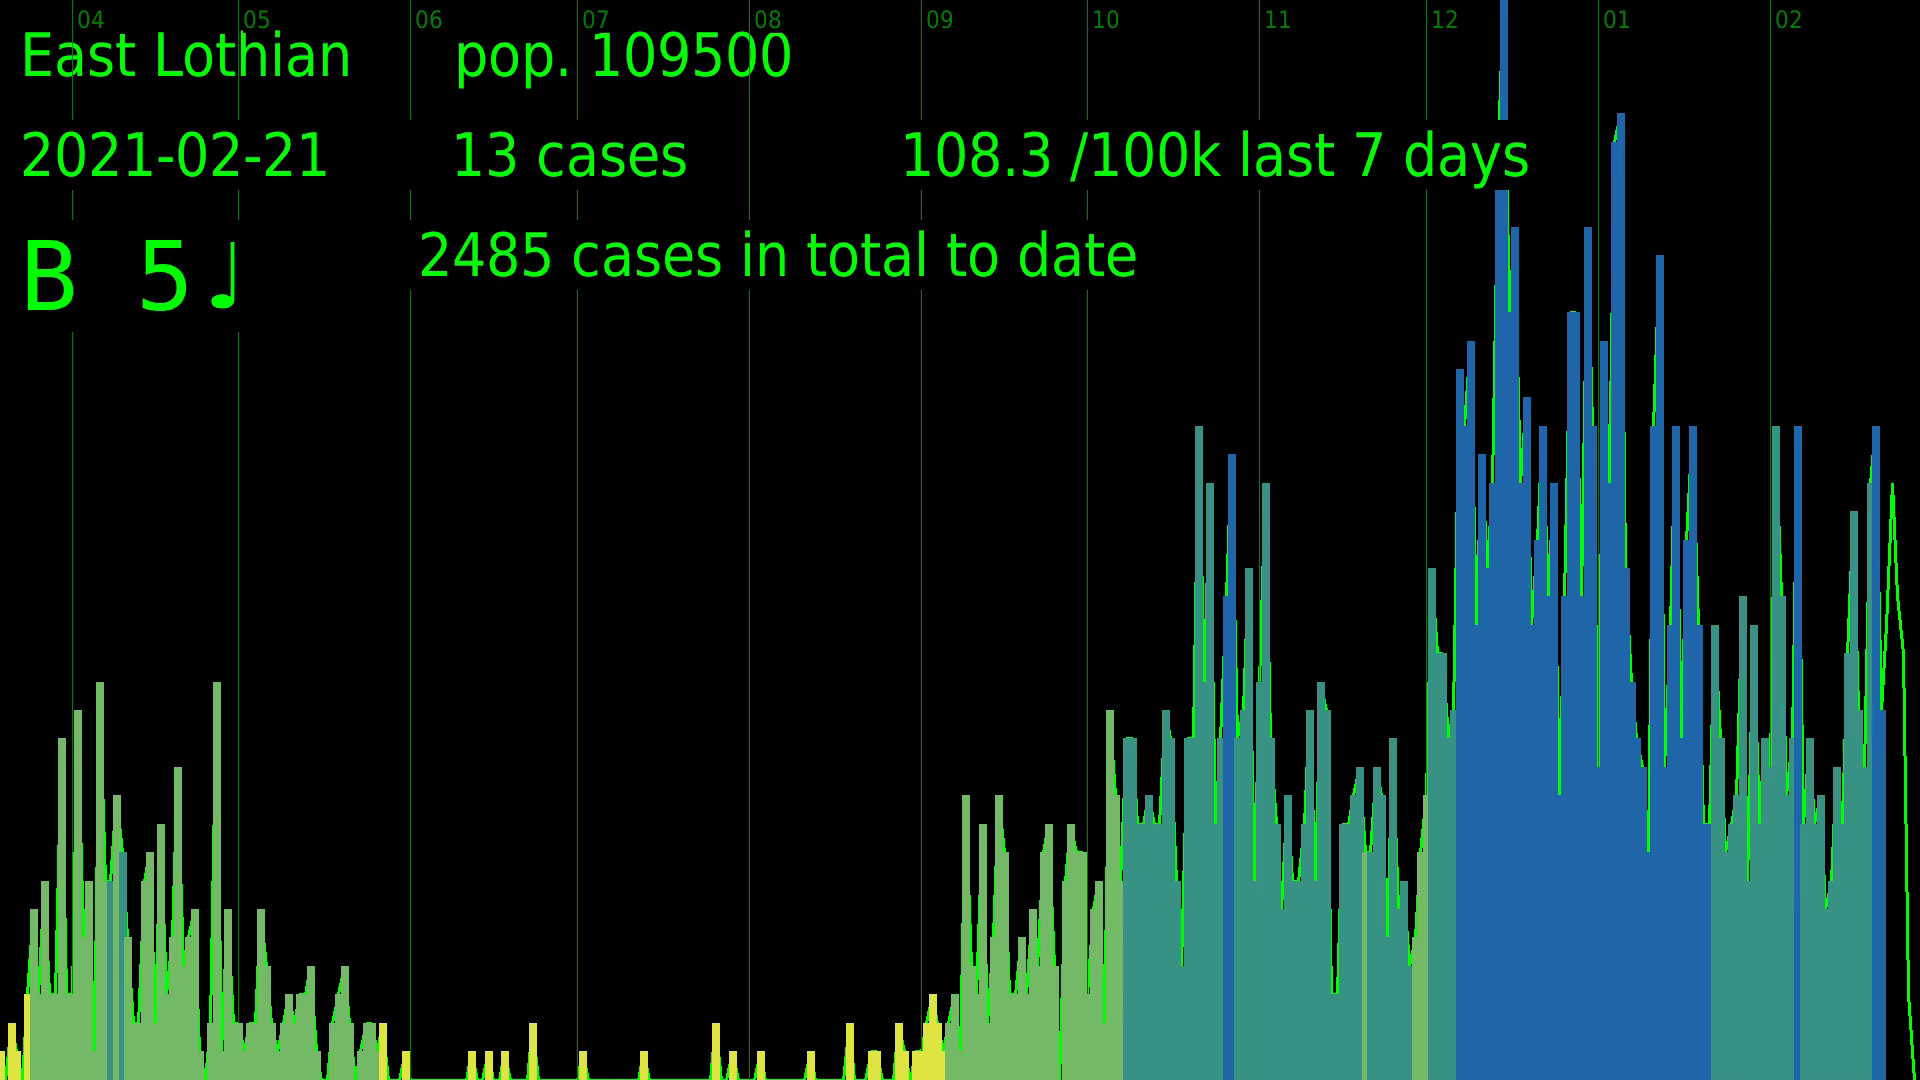 04 05 06 07 08 09 10 11 12 01 02
East Lothian pop. 109500
2021-02-21 13 cases 108.3 /100k last 7 days
B 5♩ 2485 cases in total to date